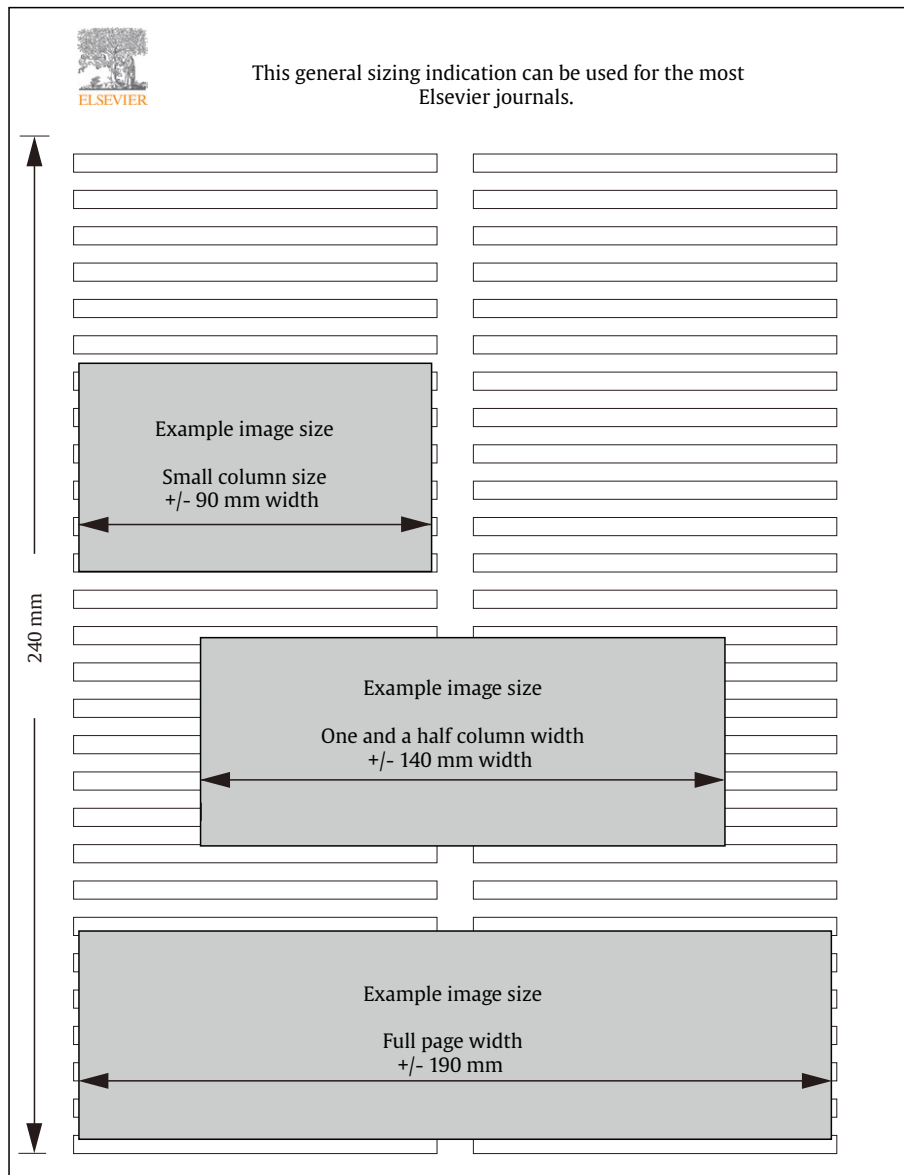 ELSEVIER
This general sizing indication can be used for the most
Elsevier journals.
240 mm
Example image size
Small column size
+/- 90 mm width
Example image size
One and a half column width
+/- 140 mm width
Example image size
Full page width
+/- 190 mm